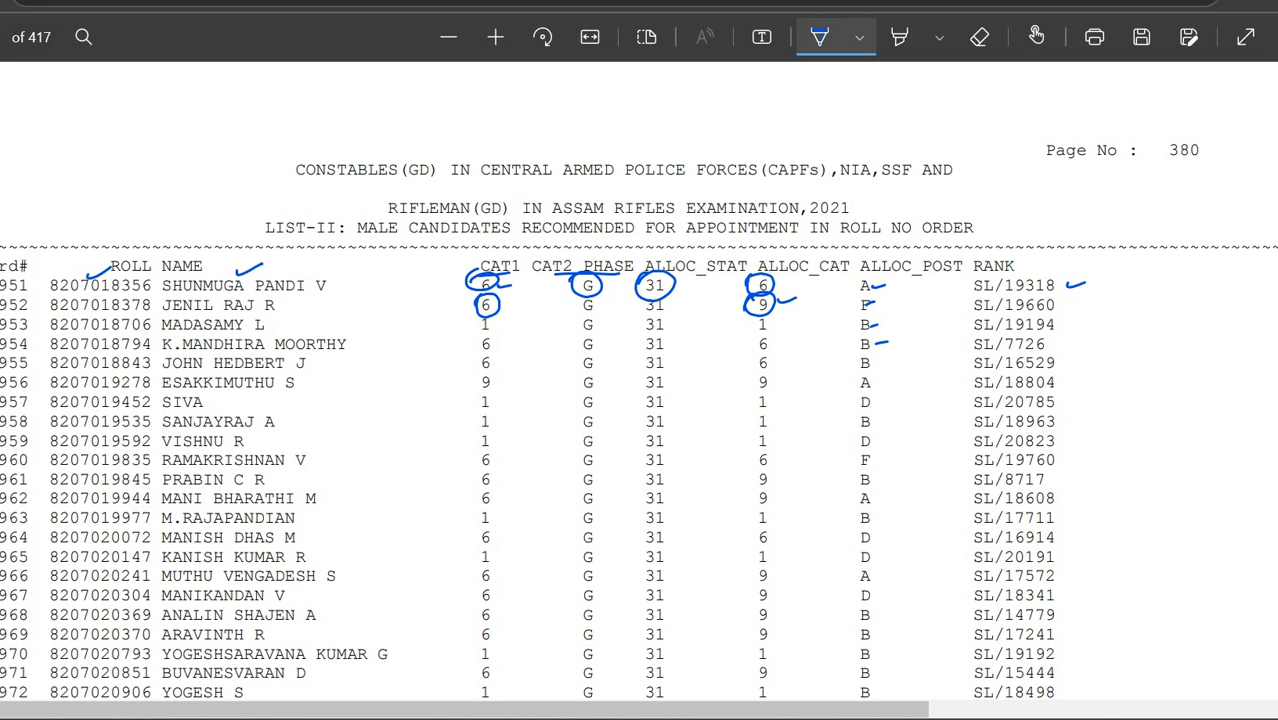 of 417
Page No : 380
CONSTABLES(GD) IN CENTRAL ARMED POLICE FORCES(CAPFs),NIA,SSF AND
RIFLEMAN(GD) IN ASSAM RIFLES EXAMINATION,2021
LIST-II: MALE CANDIDATES RECOMMENDED FOR APPOINTMENT IN ROLL NO ORDER
rd# ROLL NAME CAT1 CAT2 PHASE ALLOC_STAT ALLOC_CAT ALLOC_POST RANK
951 8207018356 SHUNMUGA PANDI V 6 G 31 6 A SL/19318
952 8207018378 JENIL RAJ R 6 G 31 9 F SL/19660
953 8207018706 MADASAMY L 1 G 31 1 B SL/19194
954 8207018794 K.MANDHIRA MOORTHY 6 G 31 6 B SL/7726
955 8207018843 JOHN HEDBERT J 6 G 31 6 B SL/16529
956 8207019278 ESAKKIMUTHU S 9 G 31 9 A SL/18804
957 8207019452 SIVA 1 G 31 1 D SL/20785
958 8207019535 SANJAYRAJ A 1 G 31 1 B SL/18963
959 8207019592 VISHNU R 1 G 31 1 D SL/20823
960 8207019835 RAMAKRISHNAN V 6 G 31 6 F SL/19760
961 8207019845 PRABIN C R 6 G 31 9 B SL/8717
962 8207019944 MANI BHARATHI M 6 G 31 9 A SL/18608
963 8207019977 M.RAJAPANDIAN 1 G 31 1 B SL/17711
964 8207020072 MANISH DHAS M 6 G 31 6 D SL/16914
965 8207020147 KANISH KUMAR R 1 G 31 1 D SL/20191
966 8207020241 MUTHU VENGADESH S 6 G 31 9 A SL/17572
967 8207020304 MANIKANDAN V 6 G 31 9 D SL/18341
968 8207020369 ANALIN SHAJEN A 6 G 31 9 B SL/14779
969 8207020370 ARAVINTH R 6 G 31 9 B SL/17241
970 8207020793 YOGESHSARAVANA KUMAR G 1 G 31 1 B SL/19192
971 8207020851 BUVANESVARAN D 6 G 31 9 B SL/15444
972 8207020906 YOGESH S 1 G 31 1 B SL/18498